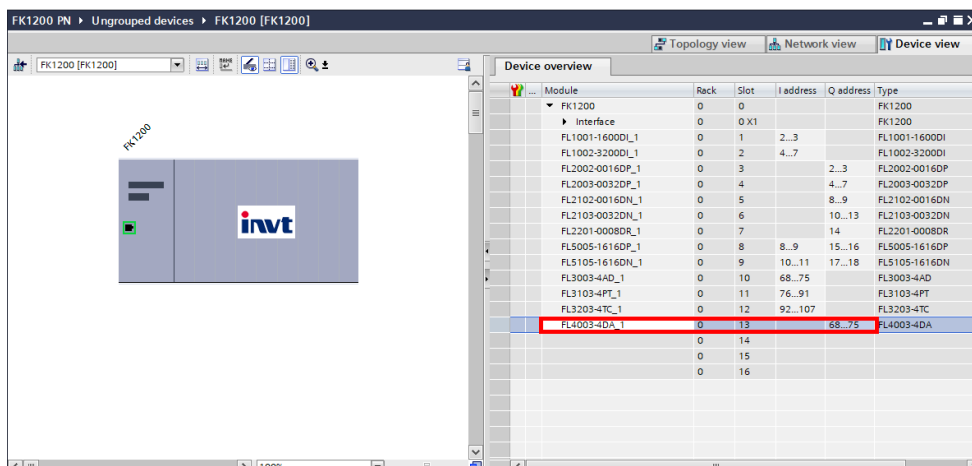 FK1200 PN ▸ Ungrouped devices ▸ FK1200 [FK1200]
Topology view Network view Device view
FK1200 [FK1200]
Device overview
... Module Rack Slot I address Q address Type
FK1200 0 0 FK1200
Interface 0 0 X1 FK1200
FL1001-1600DI_1 0 1 2...3 FL1001-1600DI
FL1002-3200DI_1 0 2 4...7 FL1002-3200DI
FL2002-0016DP_1 0 3 2...3 FL2002-0016DP
FL2003-0032DP_1 0 4 4...7 FL2003-0032DP
FL2102-0016DN_1 0 5 8...9 FL2102-0016DN
FL2103-0032DN_1 0 6 10...13 FL2103-0032DN
FL2201-0008DR_1 0 7 14 FL2201-0008DR
FL5005-1616DP_1 0 8 8...9 15...16 FL5005-1616DP
FL5105-1616DN_1 0 9 10...11 17...18 FL5105-1616DN
FL3003-4AD_1 0 10 68...75 FL3003-4AD
FL3103-4PT_1 0 11 76...91 FL3103-4PT
FL3203-4TC_1 0 12 92...107 FL3203-4TC
FL4003-4DA_1 0 13 68...75 FL4003-4DA
0 14
0 15
0 16
FK1200
invt
100%